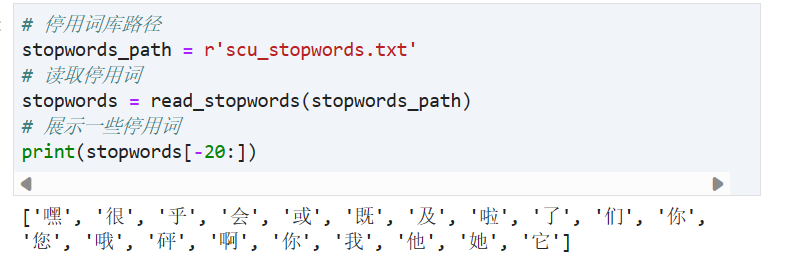 # 停用词库路径
stopwords_path = r'scu_stopwords.txt'
# 读取停用词
stopwords = read_stopwords(stopwords_path)
# 展示一些停用词
print(stopwords[-20:])
['嘿', '很', '乎', '会', '或', '既', '及', '啦', '了', '们', '你',
'您', '哦', '砰', '啊', '你', '我', '他', '她', '它']